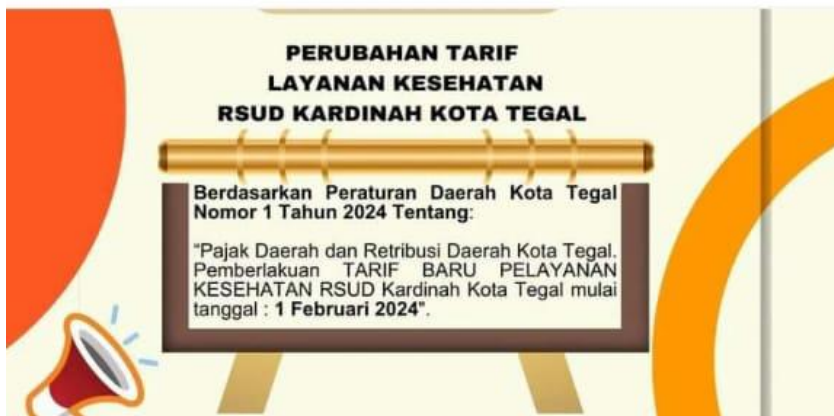 PERUBAHAN TARIF
LAYANAN KESEHATAN
RSUD KARDINAH KOTA TEGAL
Berdasarkan Peraturan Daerah Kota Tegal
Nomor 1 Tahun 2024 Tentang:
"Pajak Daerah dan Retribusi Daerah Kota Tegal.
Pemberlakuan TARIF BARU PELAYANAN
KESEHATAN RSUD Kardinah Kota Tegal mulai
tanggal : 1 Februari 2024".